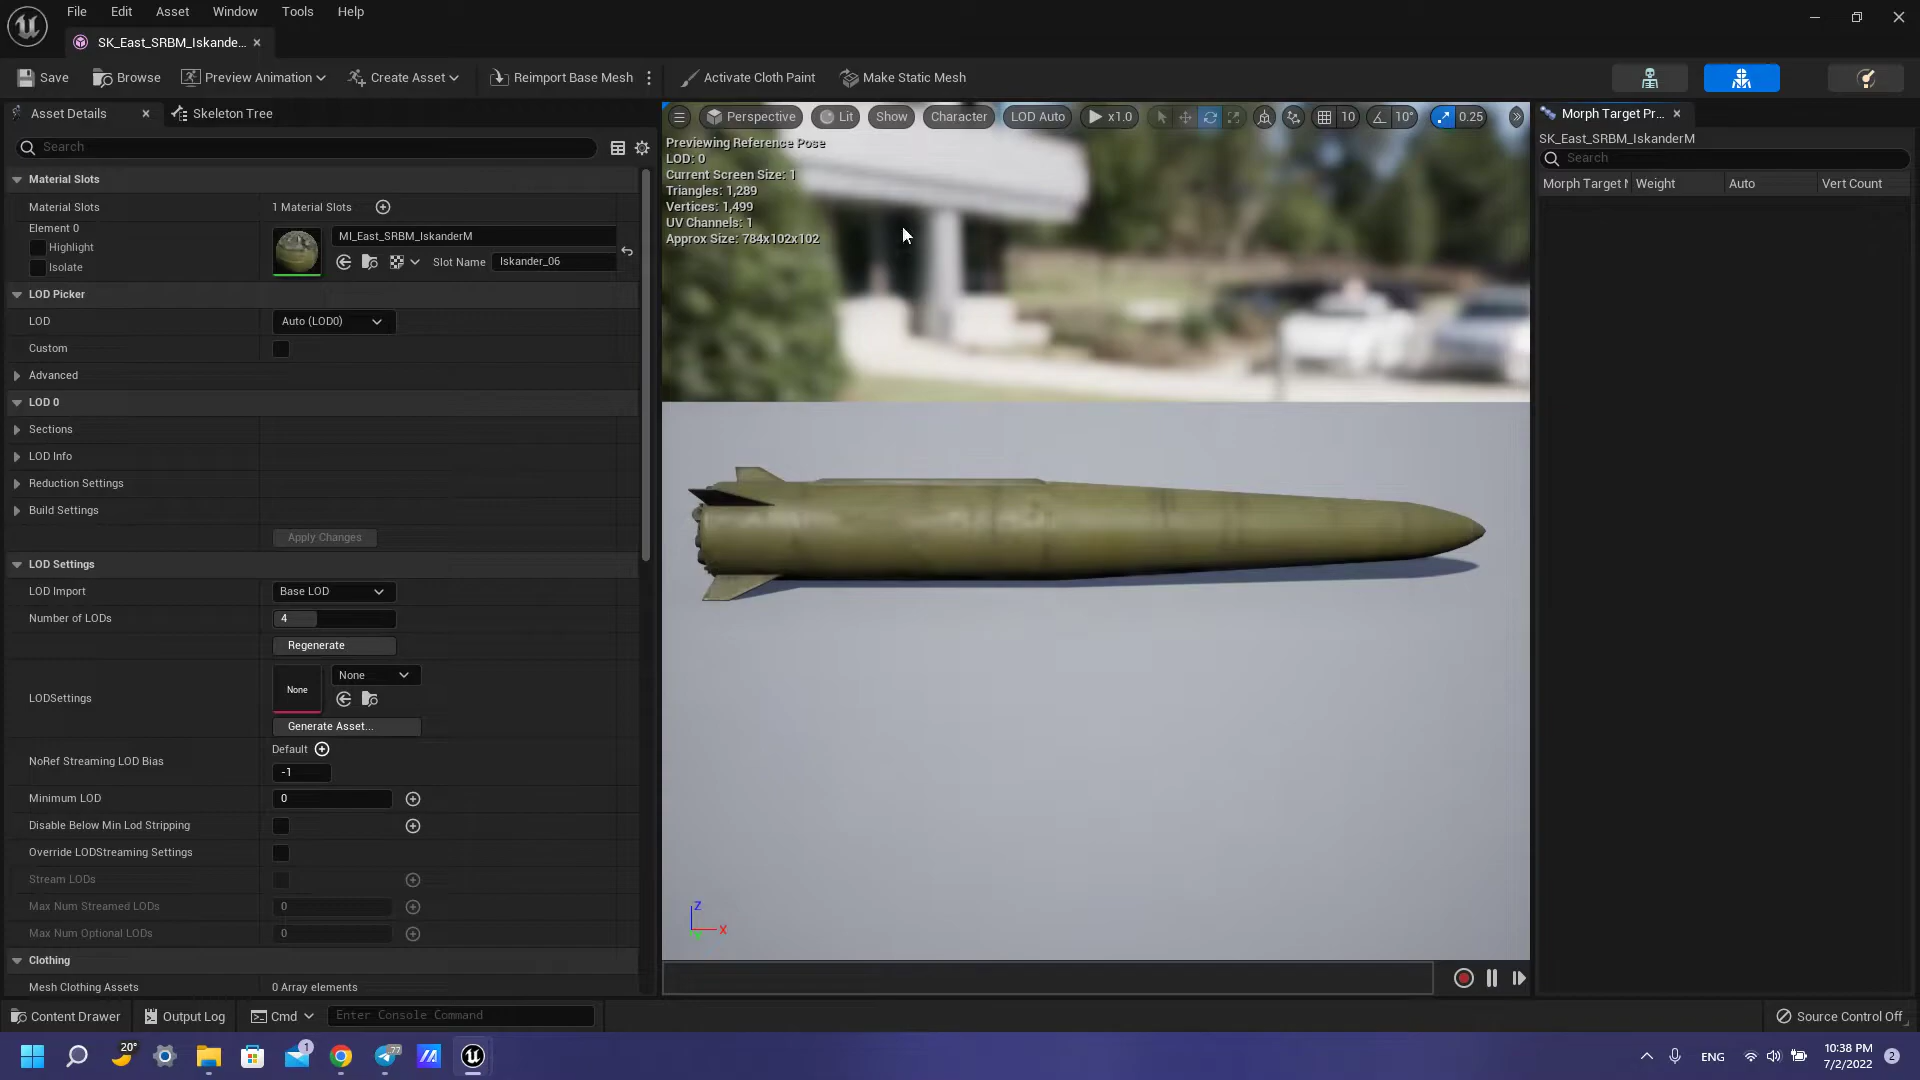 File Edit Asset Window Tools Help
SK_East_SRBM_Iskande...
Save Browse Preview Animation Create Asset Reimport Base Mesh Activate Cloth Paint Make Static Mesh
Asset Details Skeleton Tree
Search
Material Slots
Material Slots 1 Material Slots
Element 0
Highlight
Isolate
MI_East_SRBM_IskanderM
Slot Name Iskander_06
LOD Picker
LOD Auto (LOD0)
Custom
Advanced
LOD 0
Sections
LOD Info
Reduction Settings
Build Settings
Apply Changes
LOD Settings
LOD Import Base LOD
Number of LODs 4
Regenerate
LODSettings None None
Generate Asset...
NoRef Streaming LOD Bias Default
-1
Minimum LOD 0
Disable Below Min Lod Stripping
Override LODStreaming Settings
Stream LODs
Max Num Streamed LODs 0
Max Num Optional LODs 0
Clothing
Mesh Clothing Assets 0 Array elements
Perspective Lit Show Character LOD Auto x1.0 10 10° 0.25
Previewing Reference Pose
LOD: 0
Current Screen Size: 1
Triangles: 1,289
Vertices: 1,499
UV Channels: 1
Approx Size: 784x102x102
Z
X
Morph Target Pr...
SK_East_SRBM_IskanderM
Search
Morph Target N Weight Auto Vert Count
Content Drawer Output Log Cmd Enter Console Command Source Control Off
20° 1 77 ENG 10:38 PM
7/2/2022 2